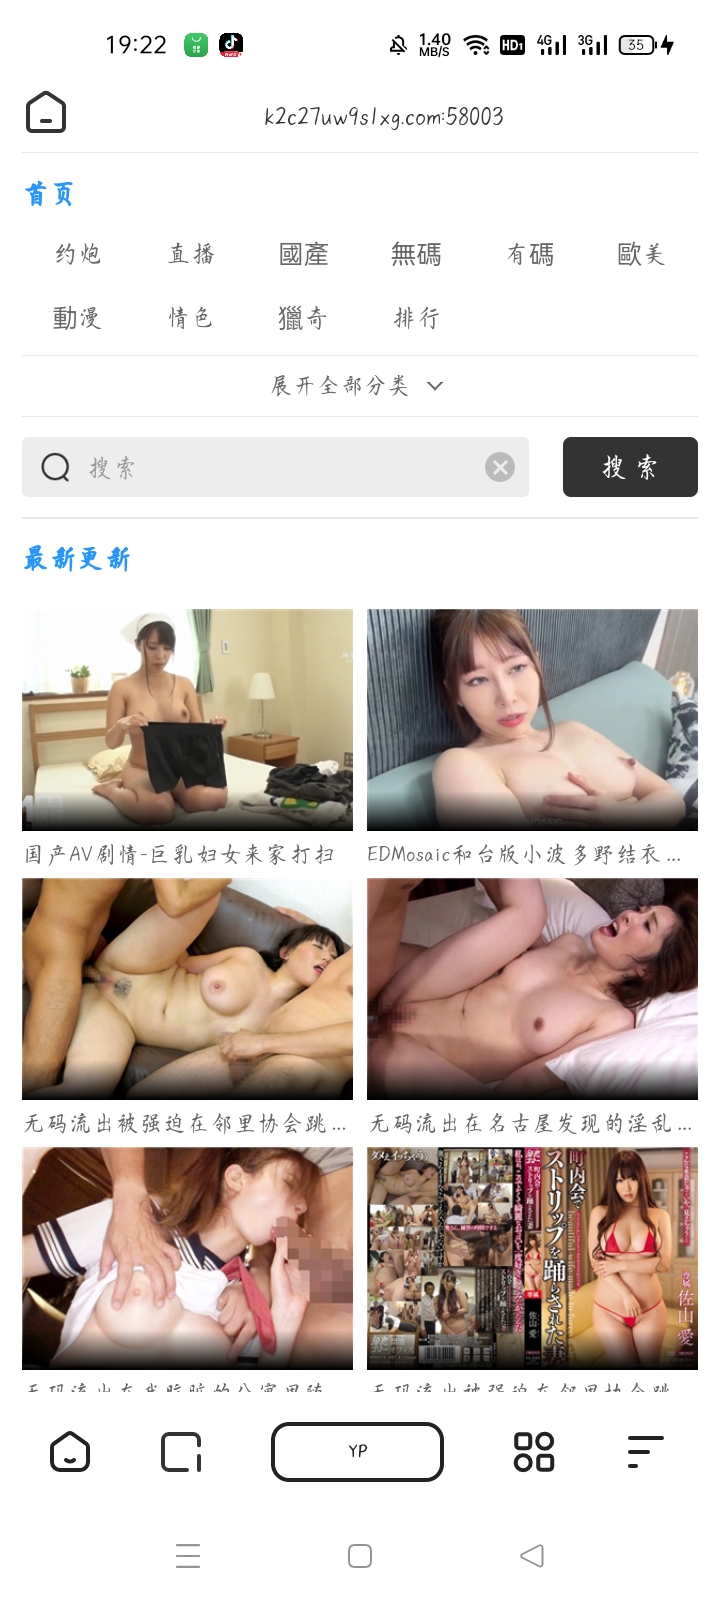 19:22 1.40 MB/S HD1 4G 3G 35
k2c27uw9slxg.com:58003
首页
约炮 直播 國產 無碼 有碼 歐美
動漫 情色 獵奇 排行
展开全部分类
搜索 搜索
最新更新
国产AV剧情-巨乳妇女来家打扫
EDMosaic和台版小波多野结衣...
无码流出被强迫在邻里协会跳...
无码流出在名古屋发现的淫乱...
町内会で
ストリップを踊らされた妻
佐山愛
YP